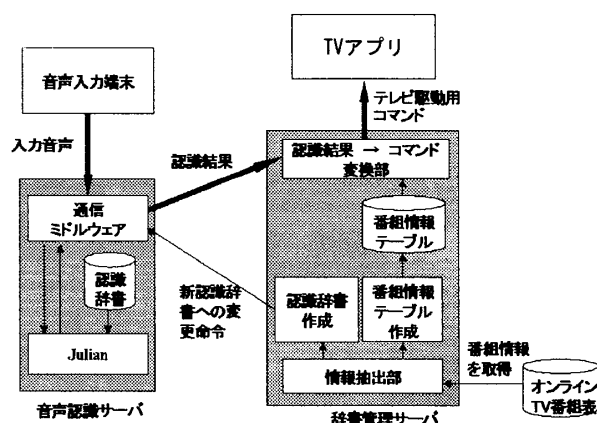 TVアプリ
音声入力端末
テレビ駆動用
コマンド
入力音声
認識結果
認識結果 → コマンド
変換部
通信
ミドルウェア
番組情報
テーブル
認識
辞書
新認識辞
書への変
更命令
認識辞書
作成
番組情報
テーブル
作成
Julian
番組情報
を取得
情報抽出部
オンライン
TV番組表
音声認識サーバ
辞書管理サーバ